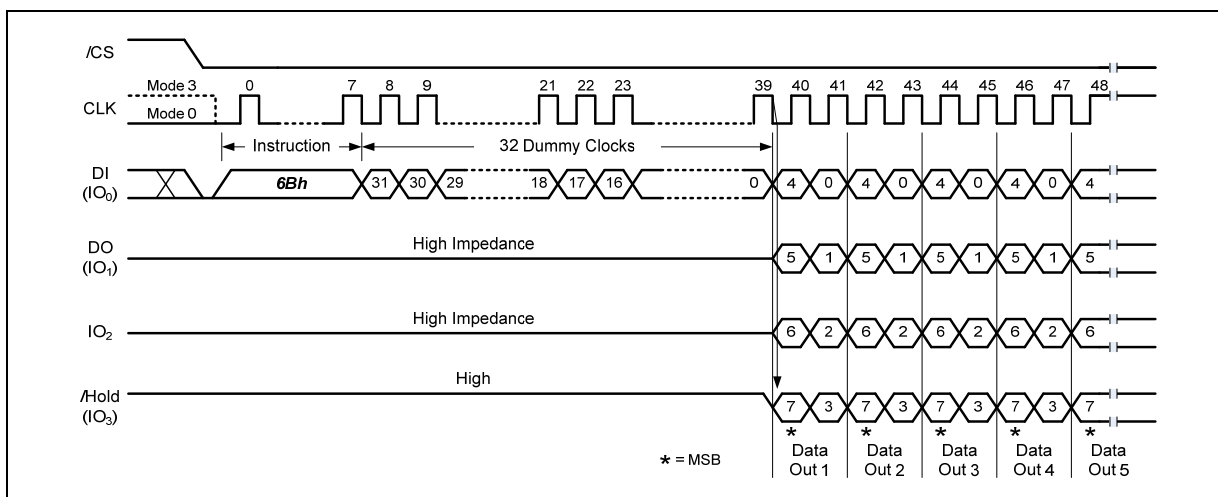 /CS
Mode 3 0 7 8 9 21 22 23 39 40 41 42 43 44 45 46 47 48
CLK
Mode 0
Instruction 32 Dummy Clocks
DI
(IO0)
6Bh 31 30 29 18 17 16 0 4 0 4 0 4 0 4 0 4
High Impedance
DO
(IO1)
5 1 5 1 5 1 5 1 5
High Impedance
IO2
6 2 6 2 6 2 6 2 6
High
/Hold
(IO3)
7 3 7 3 7 3 7 3 7
* * * * *
* = MSB
Data Out 1
Data Out 2
Data Out 3
Data Out 4
Data Out 5